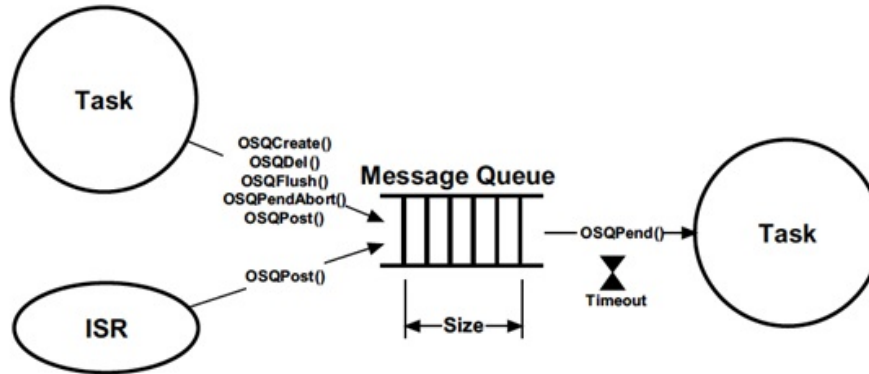 Task
OSQCreate()
OSQDel()
OSQFlush()
OSQPendAbort()
OSQPost()
Message Queue
OSQPend()
Task
Timeout
OSQPost()
ISR
Size